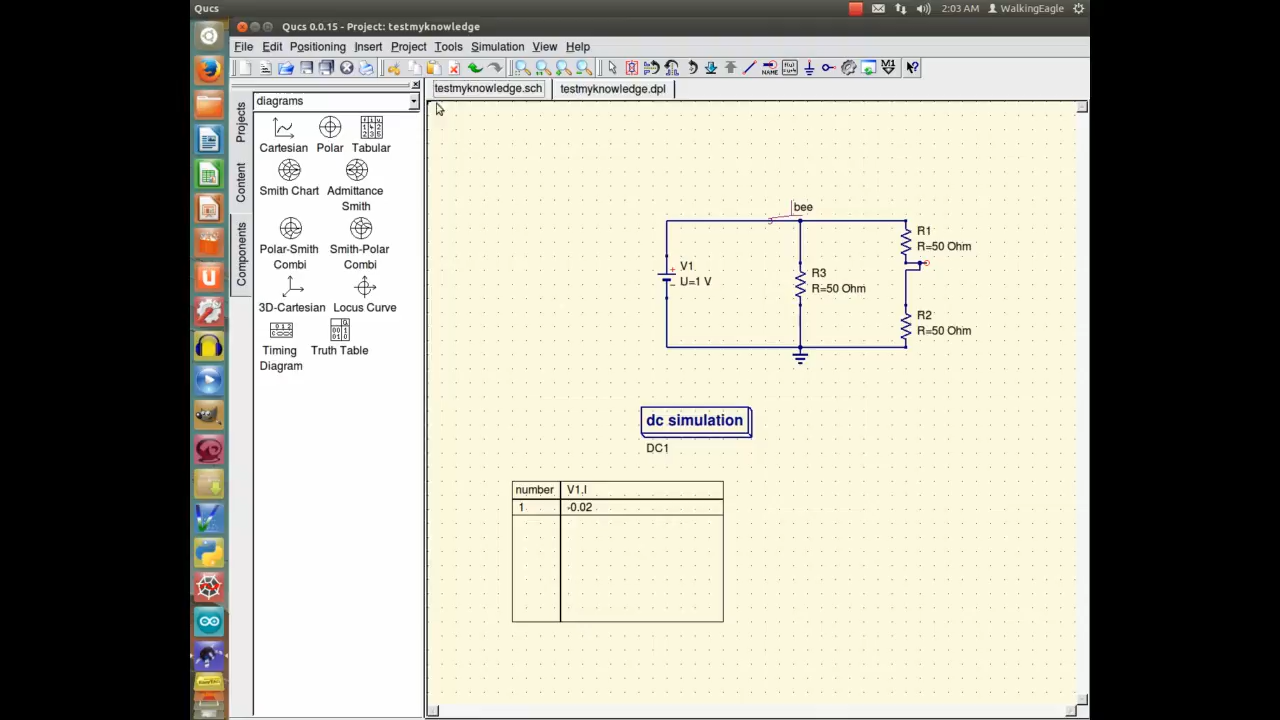 Qucs
2:03 AM
WalkingEagle
Qucs 0.0.15 - Project: testmyknowledge
File Edit Positioning Insert Project Tools Simulation View Help
NAME
M1
testmyknowledge.sch
testmyknowledge.dpl
Projects
Content
Components
diagrams
Cartesian
Polar
Tabular
Smith Chart
Admittance
Smith
Polar-Smith
Combi
Smith-Polar
Combi
3D-Cartesian
Locus Curve
Timing
Diagram
Truth Table
bee
V1
U=1 V
R3
R=50 Ohm
R1
R=50 Ohm
R2
R=50 Ohm
dc simulation
DC1
number V1.I
1 -0.02